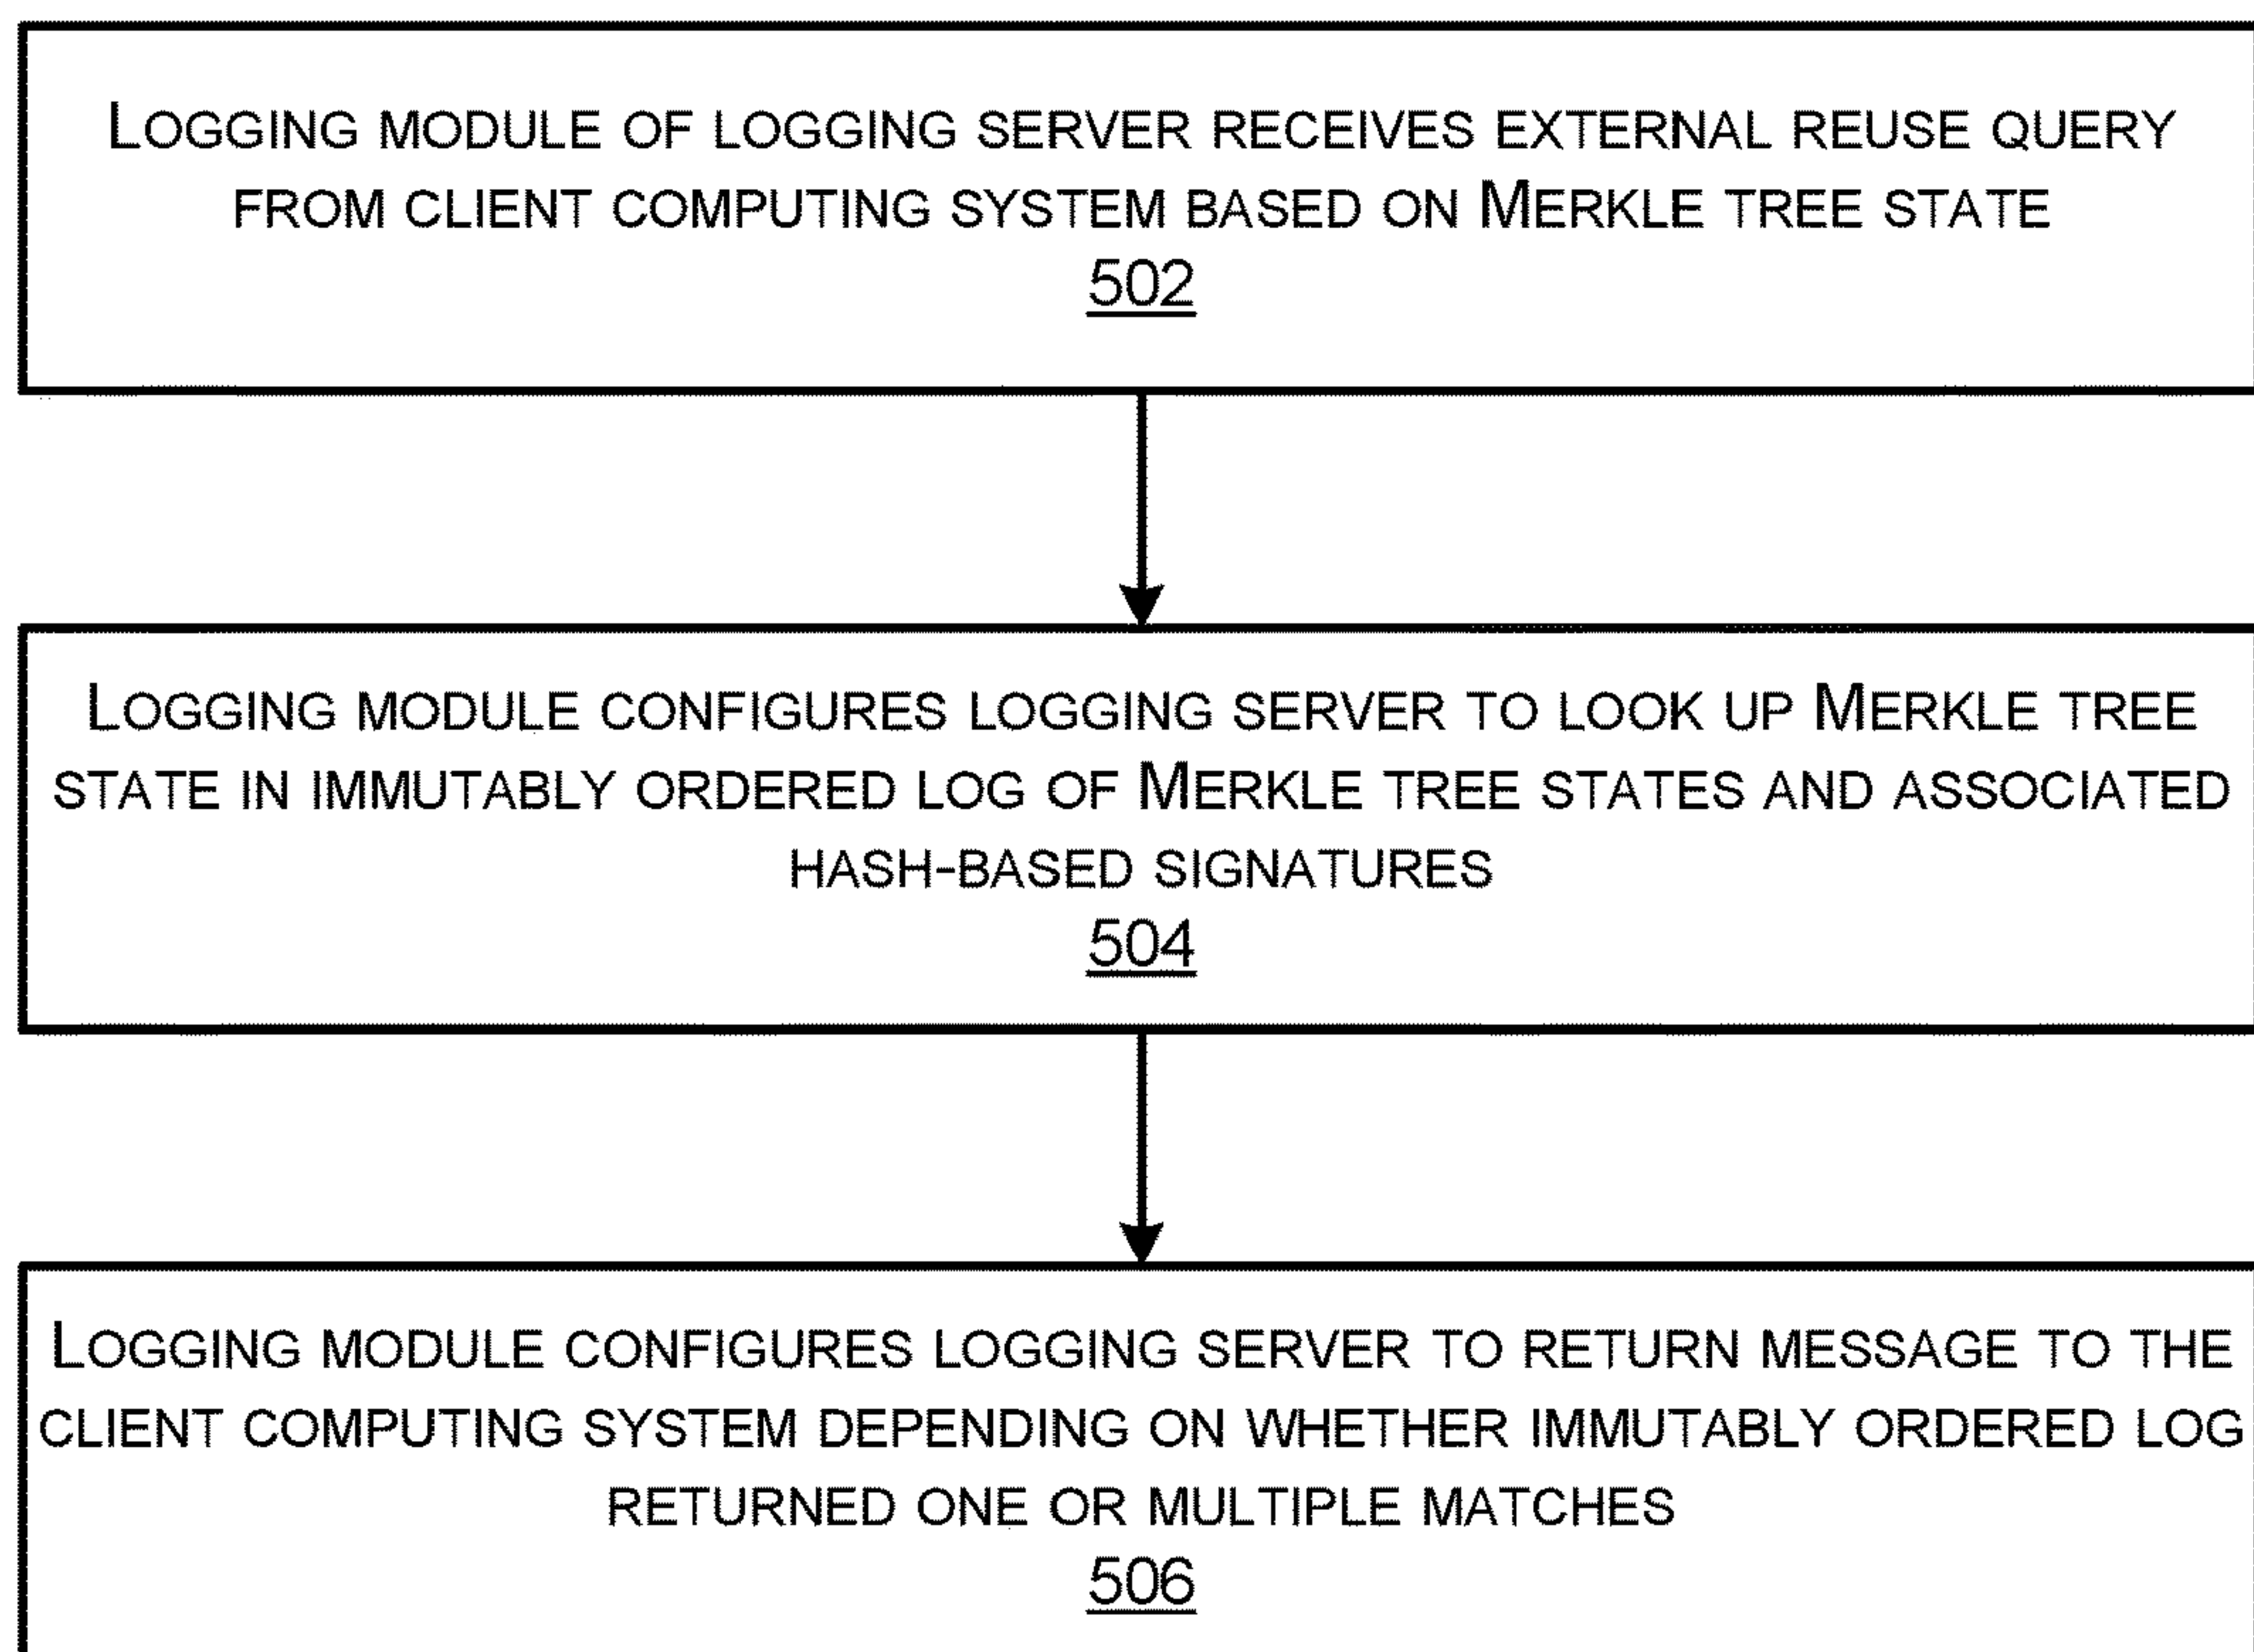 Logging module of logging server receives external reuse query
from client computing system based on Merkle tree state
502
Logging module configures logging server to look up Merkle tree
state in immutably ordered log of Merkle tree states and associated
hash-based signatures
504
Logging module configures logging server to return message to the
client computing system depending on whether immutably ordered log
returned one or multiple matches
506